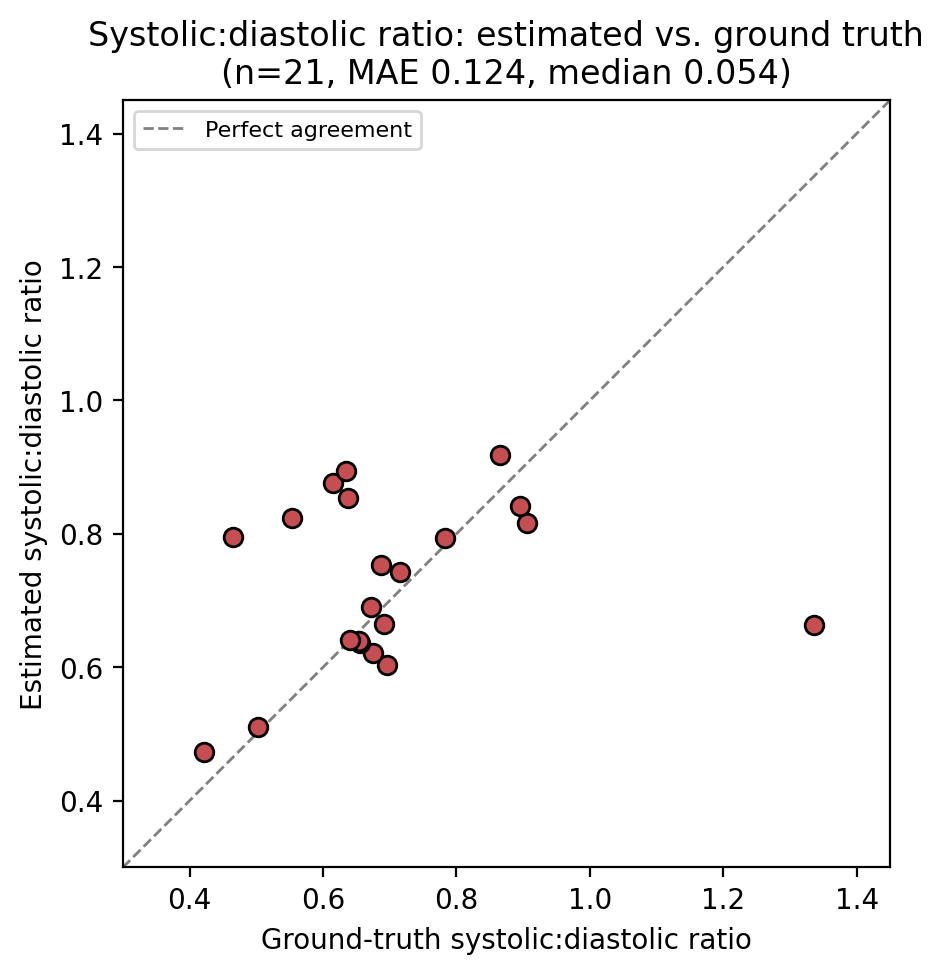 Systolic:diastolic ratio: estimated vs. ground truth
(n=21, MAE 0.124, median 0.054)
Perfect agreement
1.4
1.2
1.0
0.8
0.6
0.4
Estimated systolic:diastolic ratio
0.4 0.6 0.8 1.0 1.2 1.4
Ground-truth systolic:diastolic ratio